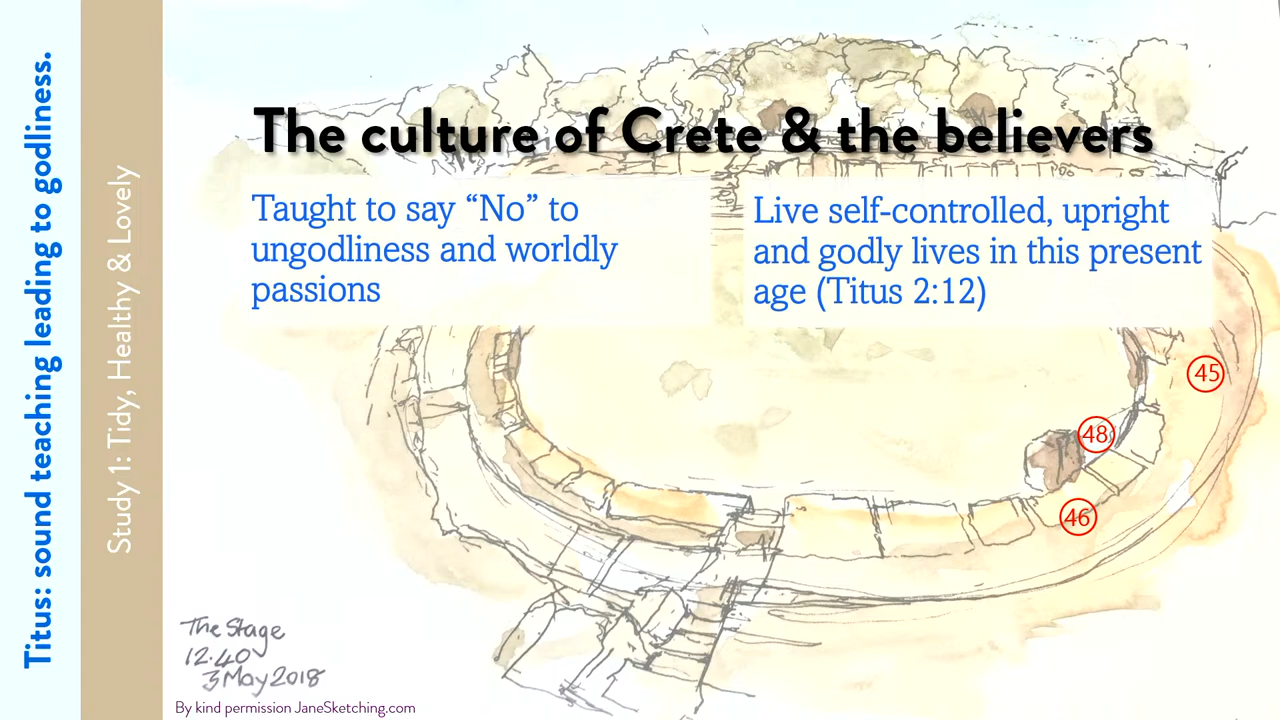 Titus: sound teaching leading to godliness.
Study 1: Tidy, Healthy & Lovely
The culture of Crete & the believers
Taught to say “No” to
ungodliness and worldly
passions
Live self-controlled, upright
and godly lives in this present
age (Titus 2:12)
45
48
46
The Stage
12.40
3 May 2018
By kind permission JaneSketching.com